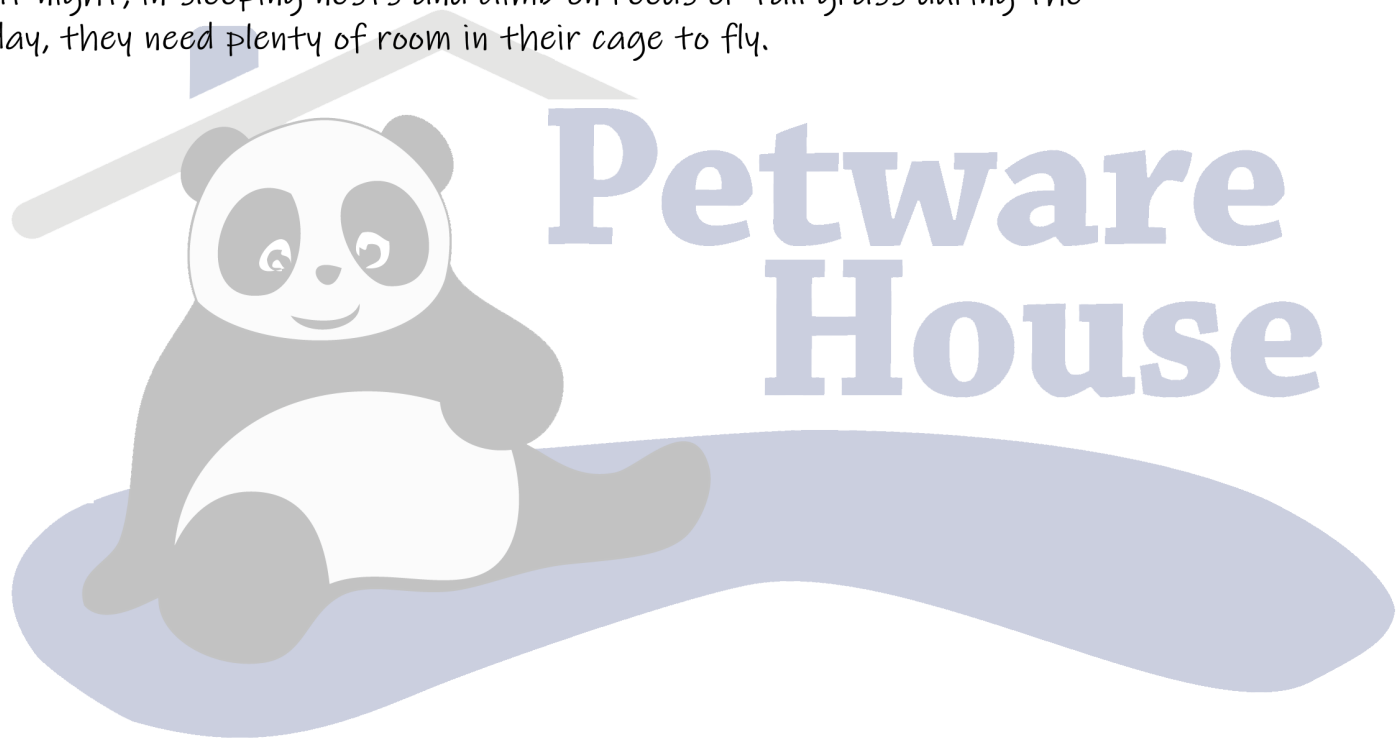 night, in sleeping nests and climb on reeds or tall grass during the
day, they need plenty of room in their cage to fly.
Petware
House